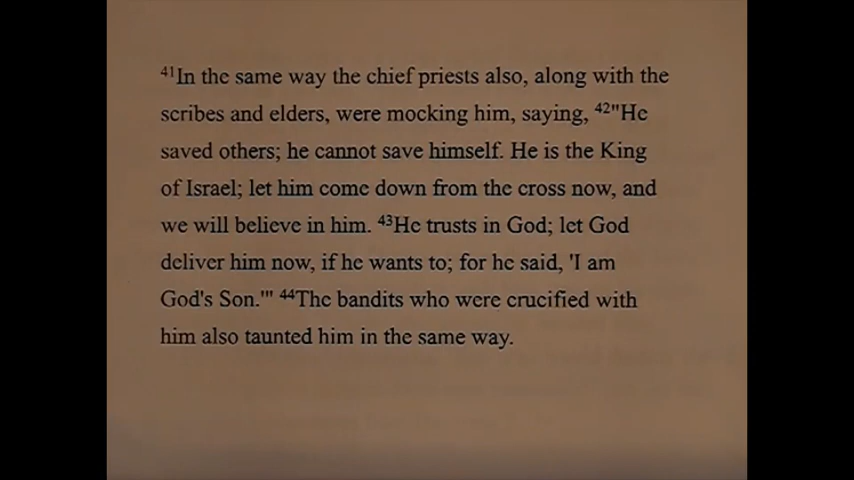 ⁴¹In the same way the chief priests also, along with the
scribes and elders, were mocking him, saying, ⁴²"He
saved others; he cannot save himself. He is the King
of Israel; let him come down from the cross now, and
we will believe in him. ⁴³He trusts in God; let God
deliver him now, if he wants to; for he said, 'I am
God's Son.'" ⁴⁴The bandits who were crucified with
him also taunted him in the same way.